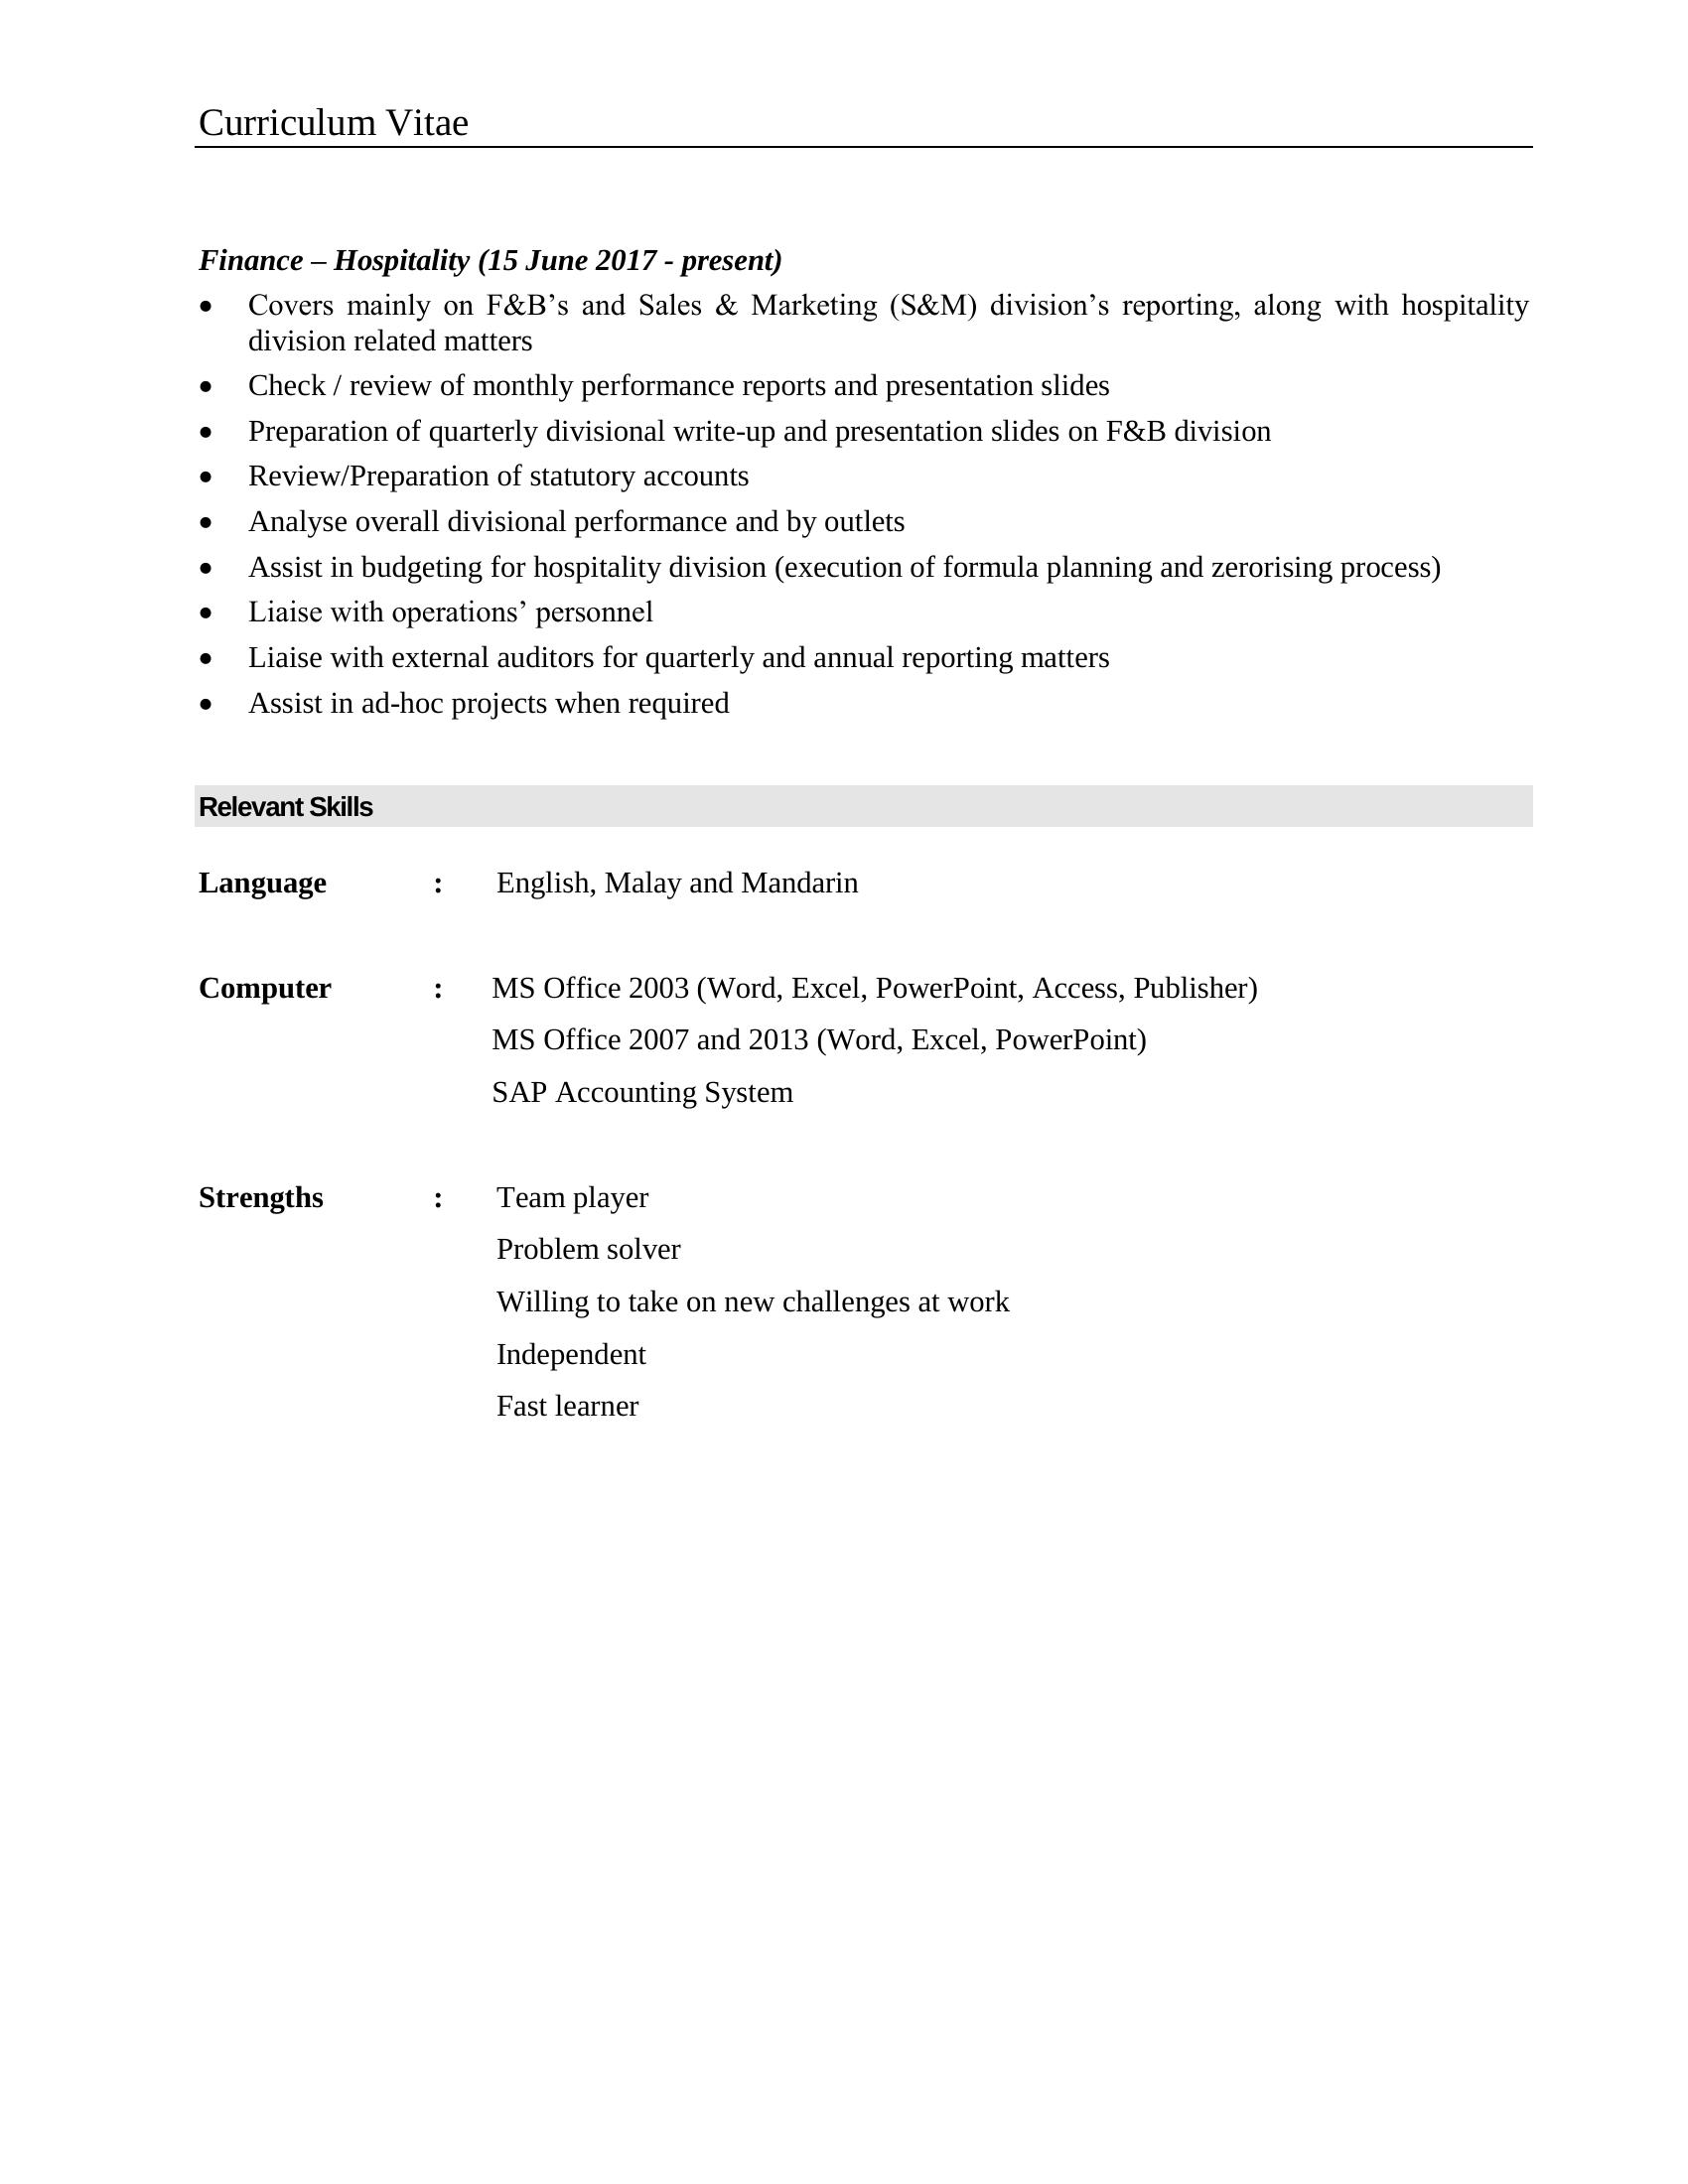 Curriculum Vitae
Finance – Hospitality (15 June 2017 - present)
• Covers mainly on F&B’s and Sales & Marketing (S&M) division’s reporting, along with hospitality
division related matters
• Check / review of monthly performance reports and presentation slides
• Preparation of quarterly divisional write-up and presentation slides on F&B division
• Review/Preparation of statutory accounts
• Analyse overall divisional performance and by outlets
• Assist in budgeting for hospitality division (execution of formula planning and zerorising process)
• Liaise with operations’ personnel
• Liaise with external auditors for quarterly and annual reporting matters
• Assist in ad-hoc projects when required
Relevant Skills
Language : English, Malay and Mandarin
Computer : MS Office 2003 (Word, Excel, PowerPoint, Access, Publisher)
MS Office 2007 and 2013 (Word, Excel, PowerPoint)
SAP Accounting System
Strengths : Team player
Problem solver
Willing to take on new challenges at work
Independent
Fast learner